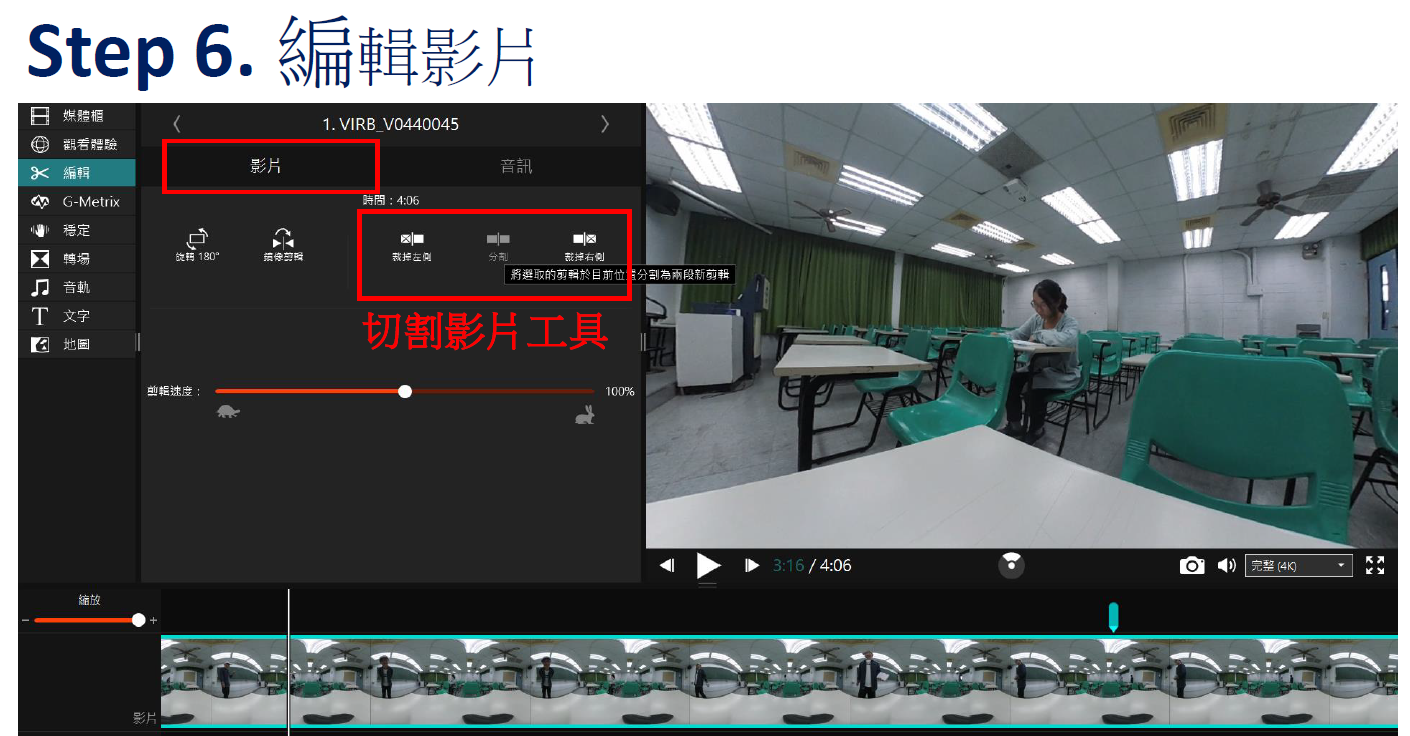 Step 6. 編輯影片
媒體櫃
觀看體驗
編輯
G-Metrix
穩定
轉場
音軌
文字
地圖
1. VIRB_V0440045
影片
音訊
時間：4:06
旋轉 180°
鏡像剪輯
裁掉左側
分割
裁掉右側
將選取的剪輯於目前位置分割為兩段新剪輯
切割影片工具
剪輯速度：
100%
3:16 / 4:06
完整 (4K)
縮放
影片